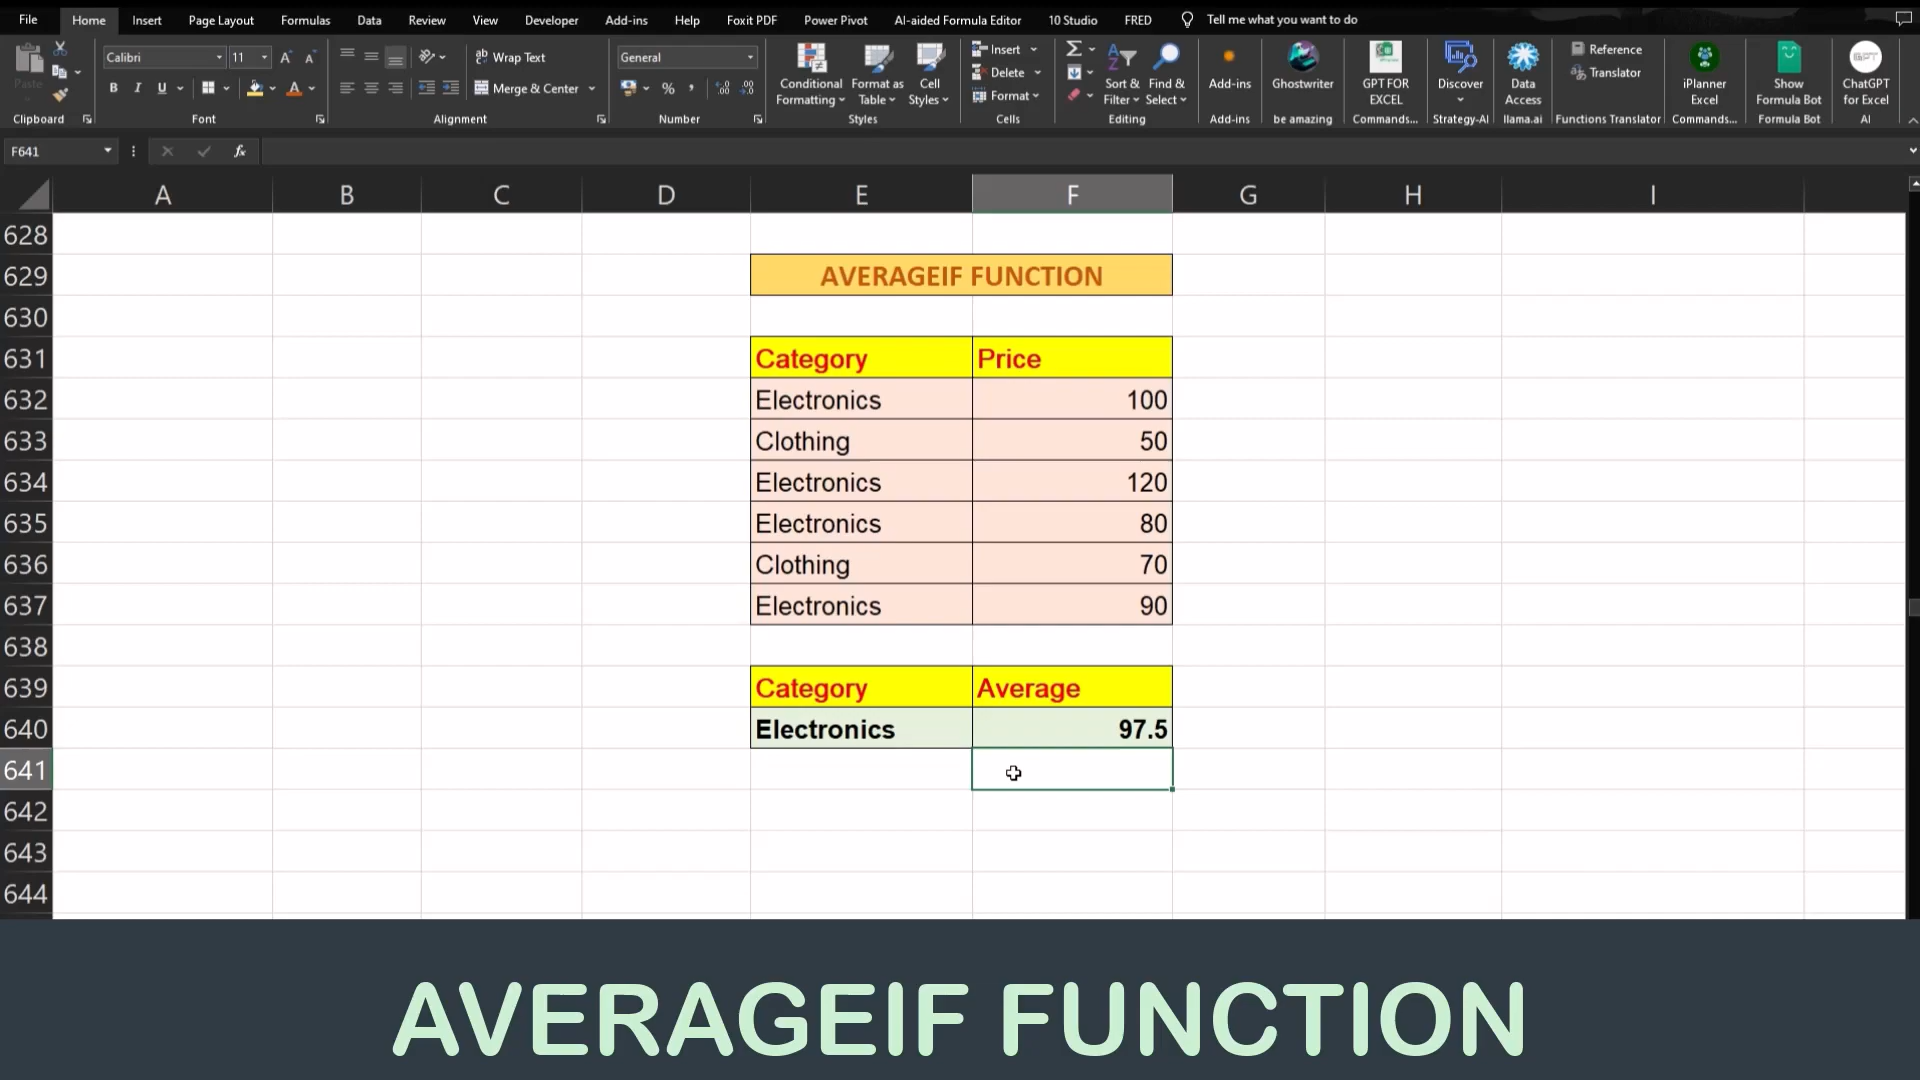 File Home Insert Page Layout Formulas Data Review View Developer Add-ins Help Foxit PDF Power Pivot AI-aided Formula Editor 10 Studio FRED Tell me what you want to do
Calibri 11 Wrap Text General Insert Reference
Paste B I U Merge & Center % Delete Translator
Format
Conditional Formatting Format as Table Cell Styles Sort & Filter Find & Select Add-ins Ghostwriter GPT FOR EXCEL Discover Data Access iPlanner Excel Show Formula Bot ChatGPT for Excel
Clipboard Font Alignment Number Styles Cells Editing Add-ins be amazing Commands... Strategy-AI llama.ai Functions Translator Commands... Formula Bot AI
F641 fx
A B C D E F G H I
628
629 AVERAGEIF FUNCTION
630
631 Category Price
632 Electronics 100
633 Clothing 50
634 Electronics 120
635 Electronics 80
636 Clothing 70
637 Electronics 90
638
639 Category Average
640 Electronics 97.5
641
642
643
644
AVERAGEIF FUNCTION